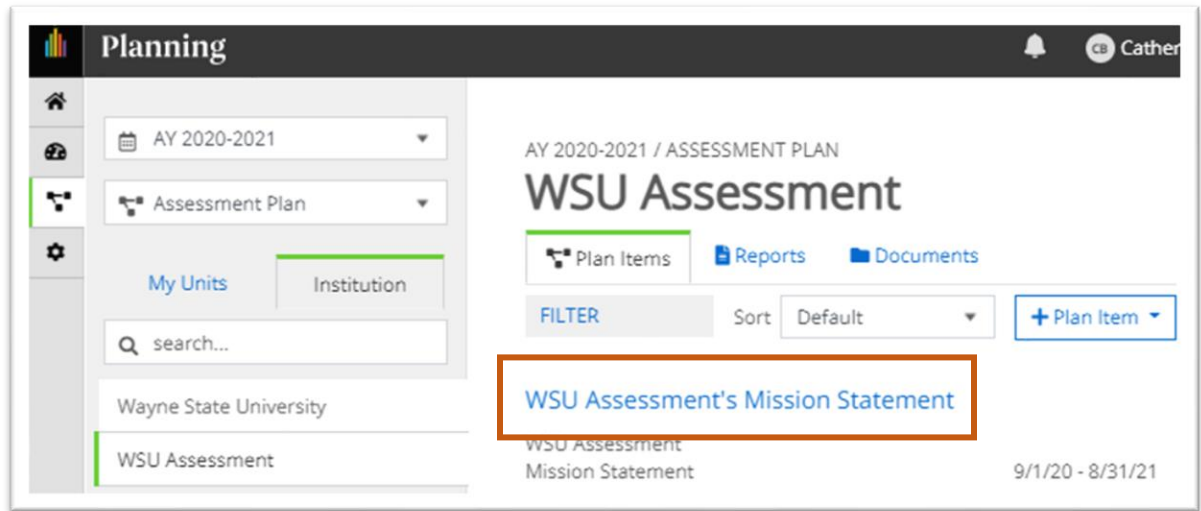 Planning
CB Cather
AY 2020-2021
Assessment Plan
My Units
Institution
search...
Wayne State University
WSU Assessment
AY 2020-2021 / ASSESSMENT PLAN
WSU Assessment
Plan Items
Reports
Documents
FILTER
Sort
Default
+ Plan Item
WSU Assessment's Mission Statement
WSU Assessment
Mission Statement
9/1/20 - 8/31/21